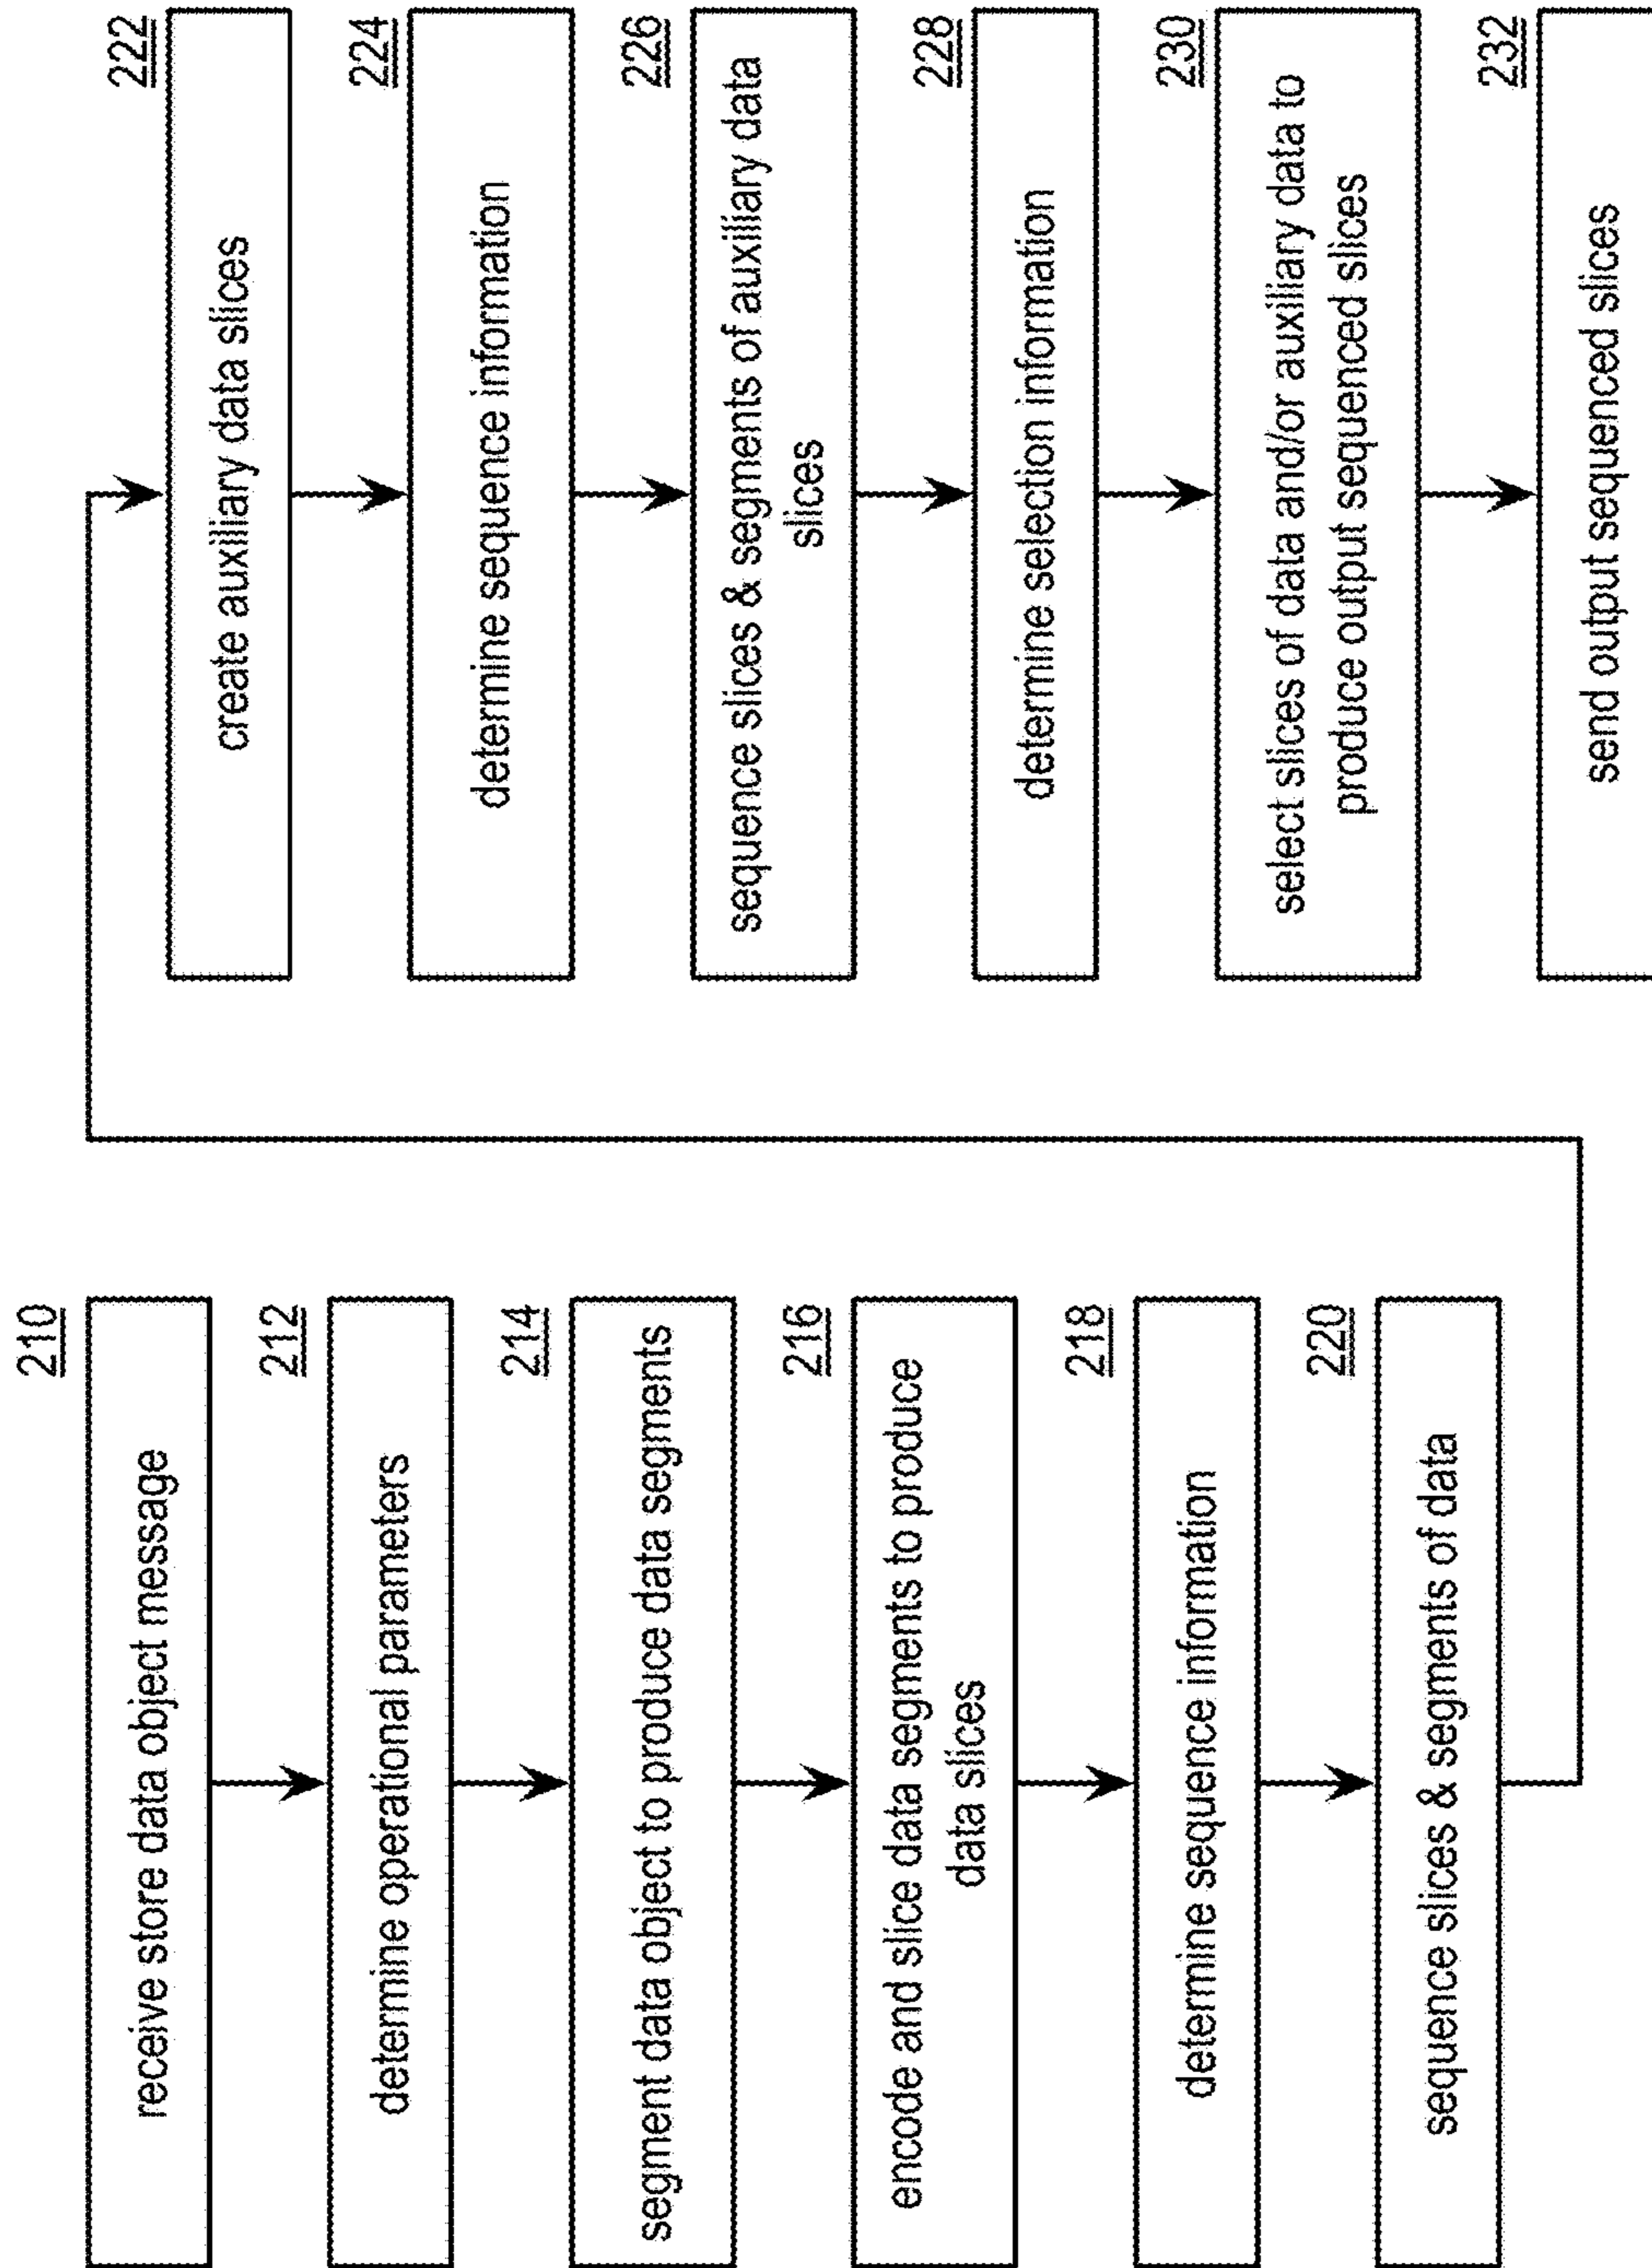 210
receive store data object message
212
determine operational parameters
214
segment data object to produce data segments
216
encode and slice data segments to produce
data slices
218
determine sequence information
220
sequence slices & segments of data
222
create auxiliary data slices
224
determine sequence information
226
sequence slices & segments of auxiliary data
slices
228
determine selection information
230
select slices of data and/or auxiliary data to
produce output sequenced slices
232
send output sequenced slices